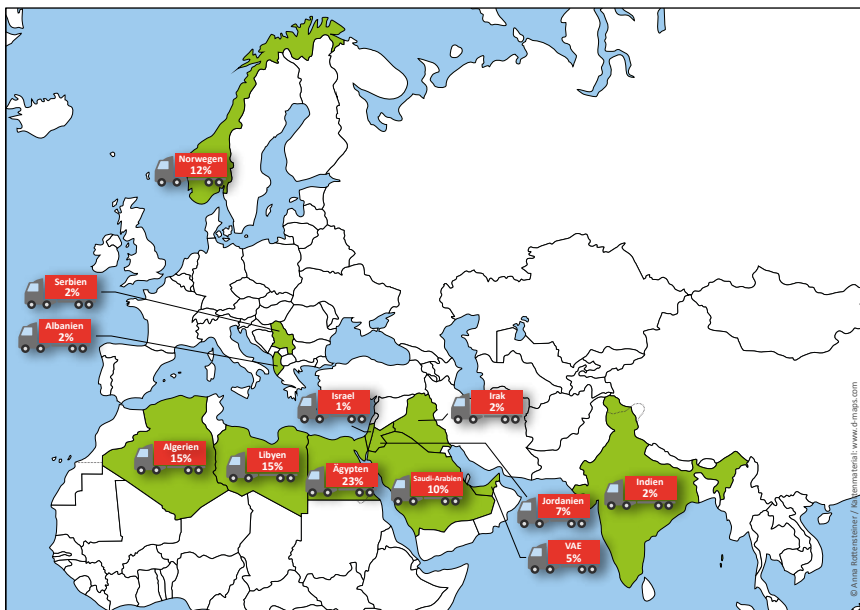 Norwegen
12%
Serbien
2%
Albanien
2%
Israel
1%
Irak
2%
Algerien
15%
Libyen
15%
Ägypten
23%
Saudi-Arabien
10%
Indien
2%
Jordanien
7%
VAE
5%
© Anna Rottensteiner / Kartenmaterial: www.d-maps.com